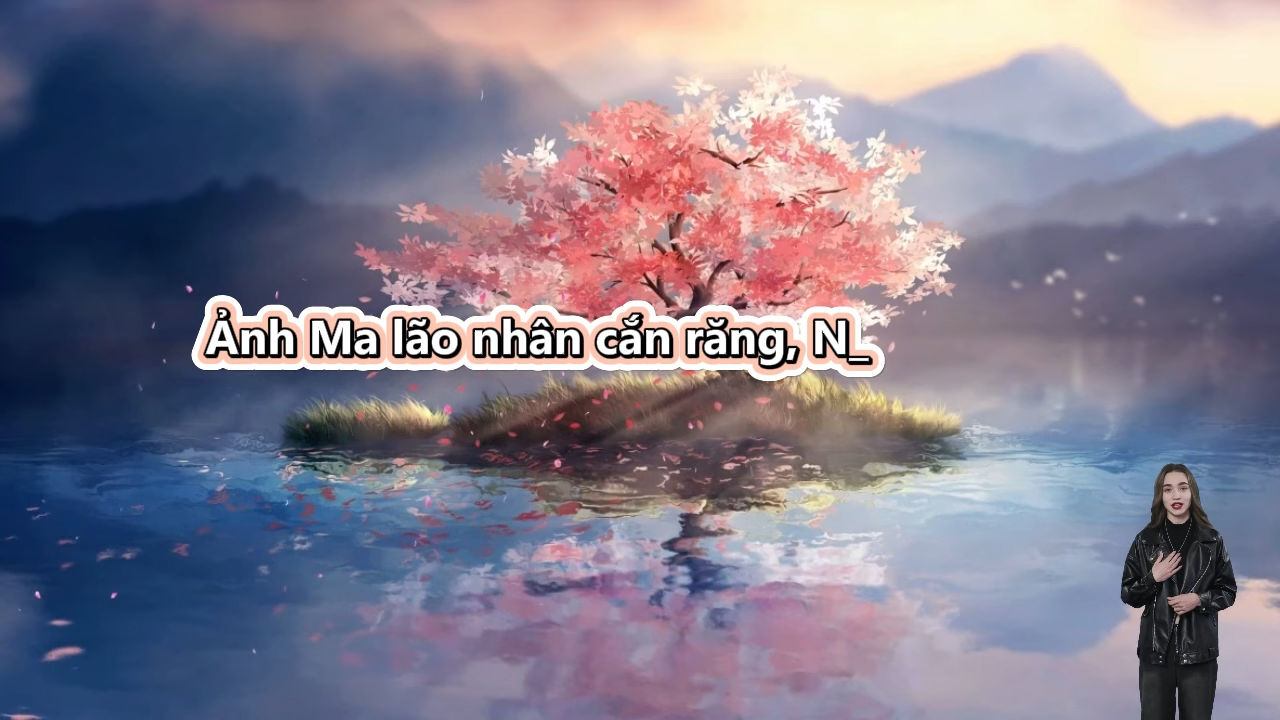 Ảnh Ma lão nhân cắn răng, N_